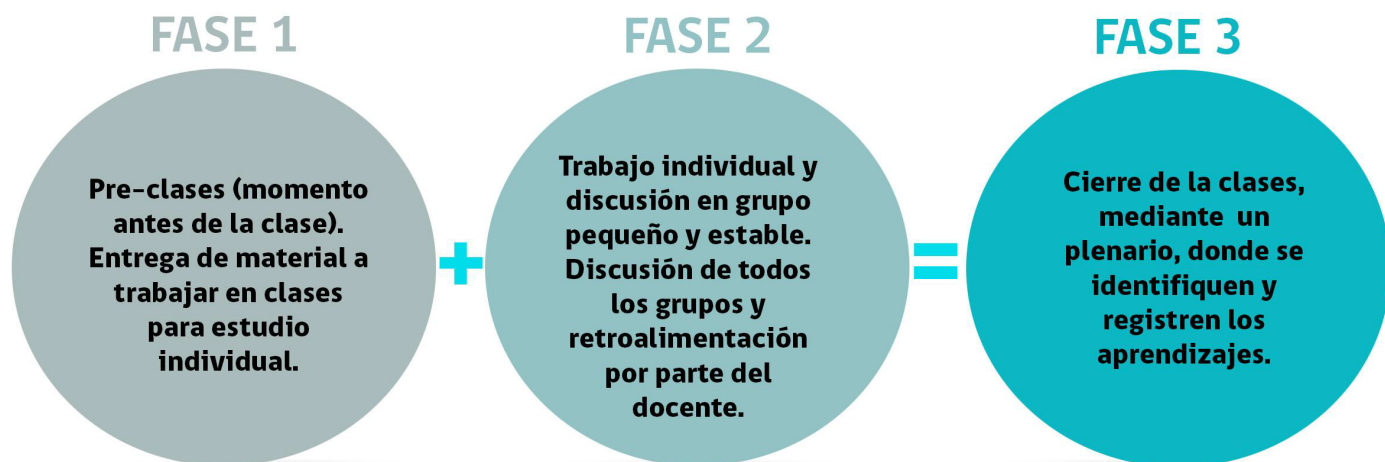 FASE 1
Pre-clases (momento
antes de la clase).
Entrega de material a
trabajar en clases
para estudio
individual.
+
FASE 2
Trabajo individual y
discusión en grupo
pequeño y estable.
Discusión de todos
los grupos y
retroalimentación
por parte del
docente.
=
FASE 3
Cierre de la clases,
mediante un
plenario, donde se
identifiquen y
registren los
aprendizajes.